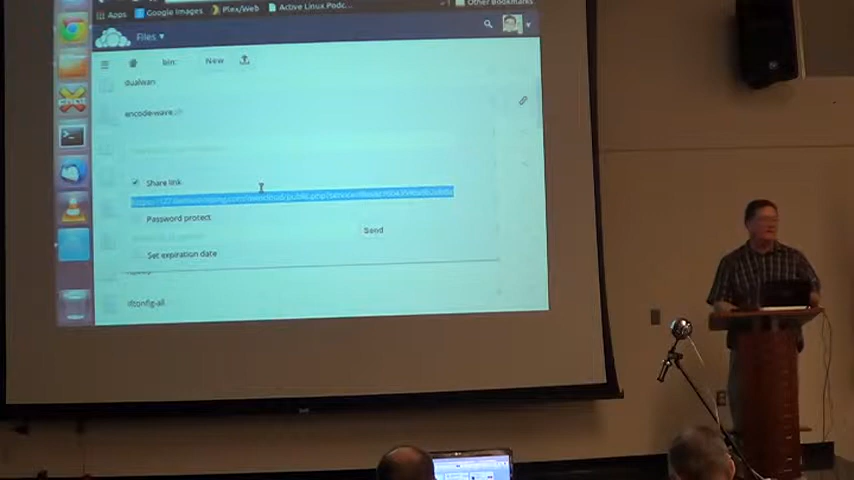 Apps Google Images Plex/Web Active Linux Podc... Other Bookmarks
Files
bin New
dualwan
encode-wave.sh
Share link
Password protect
Send
Set expiration date
ifconfig-all